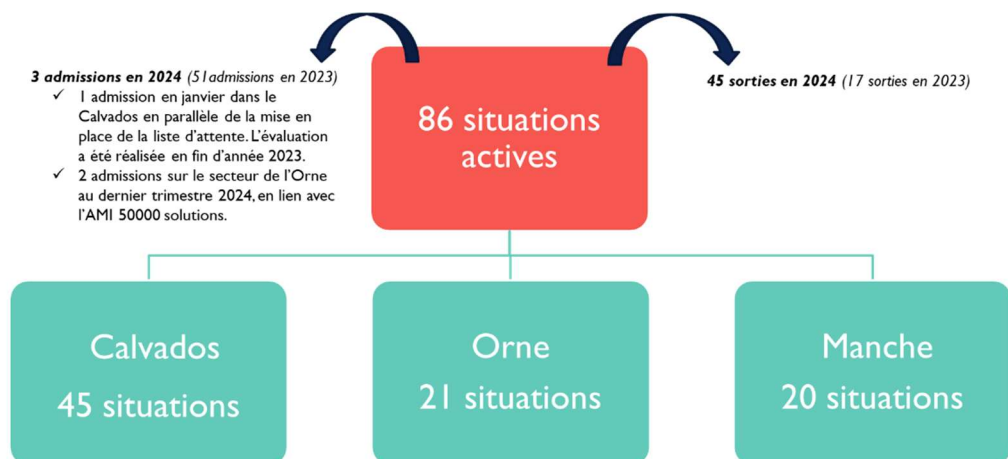 3 admissions en 2024 (51admissions en 2023)
✓ 1 admission en janvier dans le
Calvados en parallèle de la mise en
place de la liste d'attente. L'évaluation
a été réalisée en fin d'année 2023.
✓ 2 admissions sur le secteur de l'Orne
au dernier trimestre 2024, en lien avec
l'AMI 50000 solutions.
86 situations
actives
45 sorties en 2024 (17 sorties en 2023)
Calvados
45 situations
Orne
21 situations
Manche
20 situations